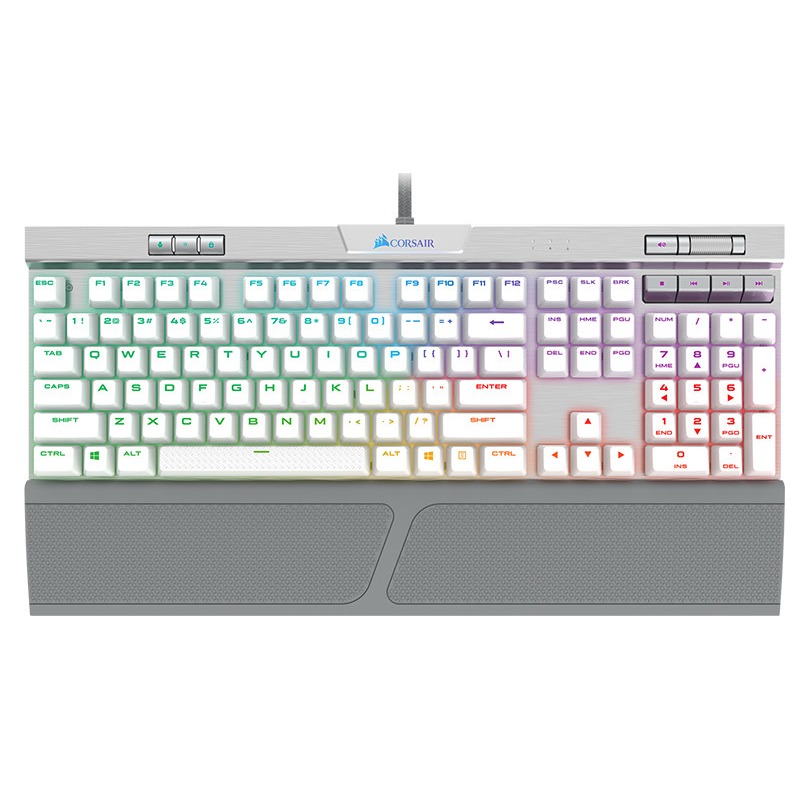 CORSAIR
ESC F1 F2 F3 F4 F5 F6 F7 F8 F9 F10 F11 F12 PSC SLK BRK
` ~ 1 ! 2 @ 3 # 4 $ 5 % 6 ^ 7 & 8 * 9 ( 0 ) - _ = + INS HME PGU NUM / * -
TAB Q W E R T Y U I O P [ { ] } \ | DEL END PGD 7 HME 8 9 PGU +
CAPS A S D F G H J K L ; : ' " ENTER 4 5 6
SHIFT Z X C V B N M , < . > / ? SHIFT 1 END 2 3 PGD ENT
CTRL ALT ALT CTRL 0 INS . DEL